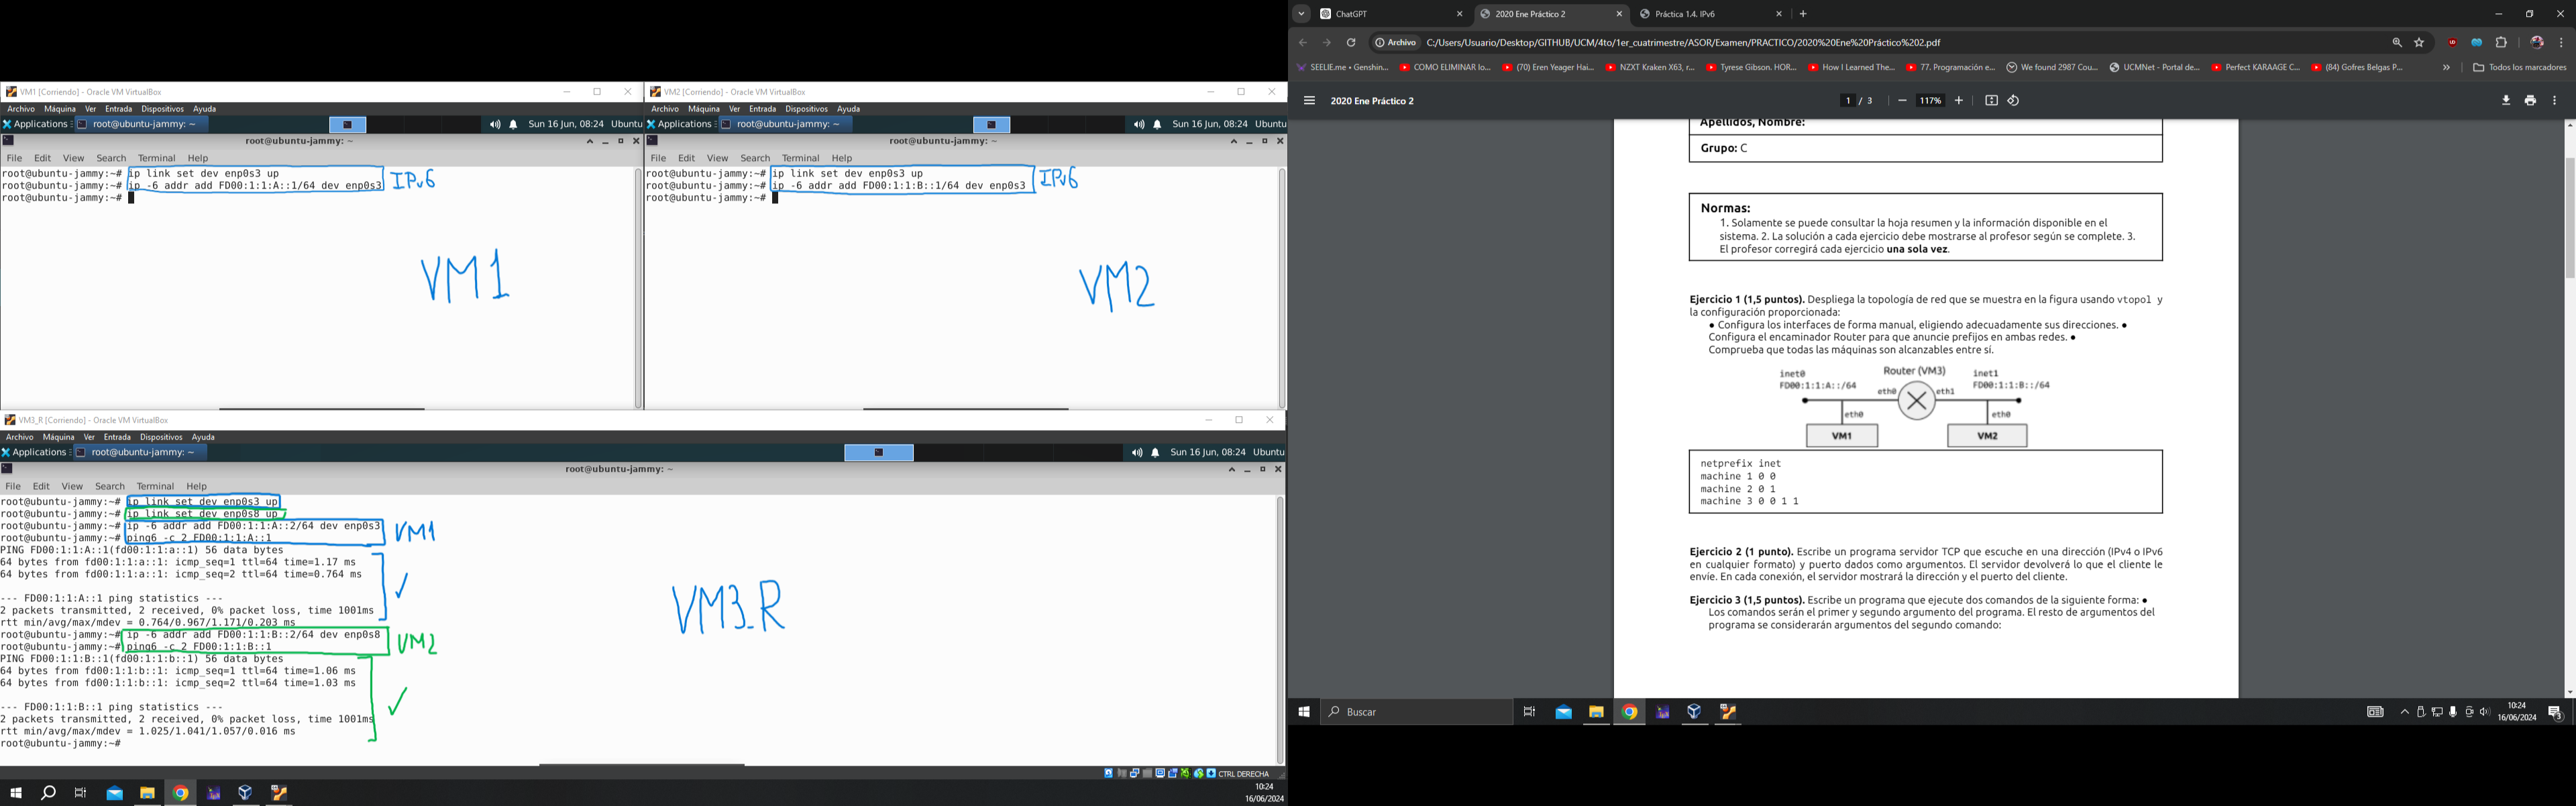 VM1 [Corriendo] - Oracle VM VirtualBox
Archivo Máquina Ver Entrada Dispositivos Ayuda
Applications root@ubuntu-jammy: ~ Sun 16 Jun, 08:24 Ubuntu
root@ubuntu-jammy: ~
File Edit View Search Terminal Help
root@ubuntu-jammy:~# ip link set dev enp0s3 up
root@ubuntu-jammy:~# ip -6 addr add FD00:1:1:A::1/64 dev enp0s3
root@ubuntu-jammy:~#
IPv6
VM1
VM2 [Corriendo] - Oracle VM VirtualBox
Archivo Máquina Ver Entrada Dispositivos Ayuda
Applications root@ubuntu-jammy: ~ Sun 16 Jun, 08:24 Ubuntu
root@ubuntu-jammy: ~
File Edit View Search Terminal Help
root@ubuntu-jammy:~# ip link set dev enp0s3 up
root@ubuntu-jammy:~# ip -6 addr add FD00:1:1:B::1/64 dev enp0s3
root@ubuntu-jammy:~#
IPv6
VM2
VM3_R [Corriendo] - Oracle VM VirtualBox
Archivo Máquina Ver Entrada Dispositivos Ayuda
Applications root@ubuntu-jammy: ~ Sun 16 Jun, 08:24 Ubuntu
root@ubuntu-jammy: ~
File Edit View Search Terminal Help
root@ubuntu-jammy:~# ip link set dev enp0s3 up
root@ubuntu-jammy:~# ip link set dev enp0s8 up
root@ubuntu-jammy:~# ip -6 addr add FD00:1:1:A::2/64 dev enp0s3
root@ubuntu-jammy:~# ping6 -c 2 FD00:1:1:A::1
PING FD00:1:1:A::1(fd00:1:1:a::1) 56 data bytes
64 bytes from fd00:1:1:a::1: icmp_seq=1 ttl=64 time=1.17 ms
64 bytes from fd00:1:1:a::1: icmp_seq=2 ttl=64 time=0.764 ms
--- FD00:1:1:A::1 ping statistics ---
2 packets transmitted, 2 received, 0% packet loss, time 1001ms
rtt min/avg/max/mdev = 0.764/0.967/1.171/0.203 ms
root@ubuntu-jammy:~# ip -6 addr add FD00:1:1:B::2/64 dev enp0s8
root@ubuntu-jammy:~# ping6 -c 2 FD00:1:1:B::1
PING FD00:1:1:B::1(fd00:1:1:b::1) 56 data bytes
64 bytes from fd00:1:1:b::1: icmp_seq=1 ttl=64 time=1.06 ms
64 bytes from fd00:1:1:b::1: icmp_seq=2 ttl=64 time=1.03 ms
--- FD00:1:1:B::1 ping statistics ---
2 packets transmitted, 2 received, 0% packet loss, time 1001ms
rtt min/avg/max/mdev = 1.025/1.041/1.057/0.016 ms
root@ubuntu-jammy:~#
VM1
VM2
VM3_R
CTRL DERECHA
10:24
16/06/2024
ChatGPT
2020 Ene Práctico 2
Práctica 1.4. IPv6
Archivo C:/Users/Usuario/Desktop/GITHUB/UCM/4to/1er_cuatrimestre/ASOR/Examen/PRACTICO/2020%20Ene%20Práctico%202.pdf
SEELIE.me • Genshin... COMO ELIMINAR lo... (70) Eren Yeager Hai... NZXT Kraken X63, r... Tyrese Gibson. HOR... How I Learned The... 77. Programación e... We found 2987 Cou... UCMNet - Portal de... Perfect KARAAGE C... (84) Gofres Belgas P... Todos los marcadores
2020 Ene Práctico 2 1 / 3 117%
Apellidos, Nombre:
Grupo: C
Normas:
1. Solamente se puede consultar la hoja resumen y la información disponible en el
sistema. 2. La solución a cada ejercicio debe mostrarse al profesor según se complete. 3.
El profesor corregirá cada ejercicio una sola vez.
Ejercicio 1 (1,5 puntos). Despliega la topología de red que se muestra en la figura usando vtopol y
la configuración proporcionada:
● Configura los interfaces de forma manual, eligiendo adecuadamente sus direcciones. ●
Configura el encaminador Router para que anuncie prefijos en ambas redes. ●
Comprueba que todas las máquinas son alcanzables entre sí.
inet0
FD00:1:1:A::/64
Router (VM3)
eth0 eth1
inet1
FD00:1:1:B::/64
eth0
eth0
VM1
VM2
netprefix inet
machine 1 0 0
machine 2 0 1
machine 3 0 0 1 1
Ejercicio 2 (1 punto). Escribe un programa servidor TCP que escuche en una dirección (IPv4 o IPv6
en cualquier formato) y puerto dados como argumentos. El servidor devolverá lo que el cliente le
envíe. En cada conexión, el servidor mostrará la dirección y el puerto del cliente.
Ejercicio 3 (1,5 puntos). Escribe un programa que ejecute dos comandos de la siguiente forma: ●
Los comandos serán el primer y segundo argumento del programa. El resto de argumentos del
programa se considerarán argumentos del segundo comando:
Buscar
10:24
16/06/2024
3